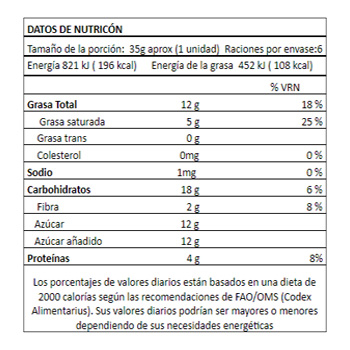 DATOS DE NUTRICÓN
Tamaño de la porción: 35g aprox (1 unidad) Raciones por envase:6
Energía 821 kJ ( 196 kcal) Energía de la grasa 452 kJ ( 108 kcal)
% VRN
Grasa Total 12 g 18 %
Grasa saturada 5 g 25 %
Grasa trans 0 g
Colesterol 0mg 0 %
Sodio 1mg 0 %
Carbohidratos 18 g 6 %
Fibra 2 g 8 %
Azúcar 12 g
Azúcar añadido 12 g
Proteínas 4 g 8%
Los porcentajes de valores diarios están basados en una dieta de
2000 calorías según las recomendaciones de FAO/OMS (Codex
Alimentarius). Sus valores diarios podrían ser mayores o menores
dependiendo de sus necesidades energéticas